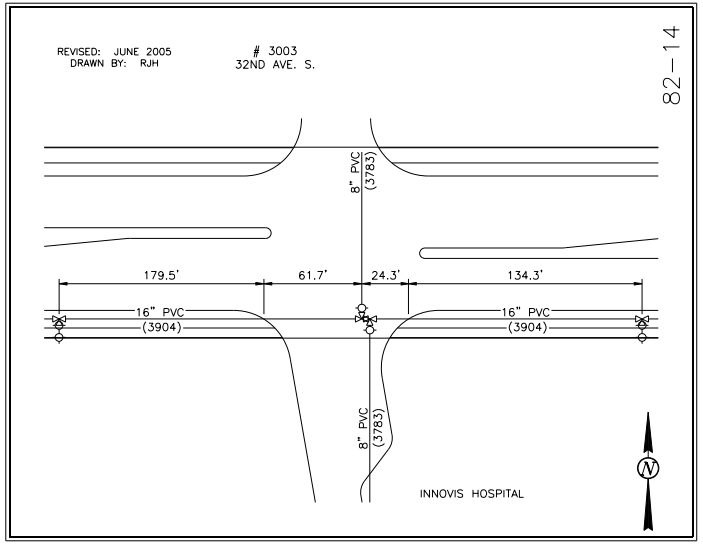 REVISED: JUNE 2005
DRAWN BY: RJH
# 3003
32ND AVE. S.
82-14
8" PVC
(3783)
179.5'
61.7'
24.3'
134.3'
16" PVC
(3904)
16" PVC
(3904)
8" PVC
(3783)
INNOVIS HOSPITAL
N